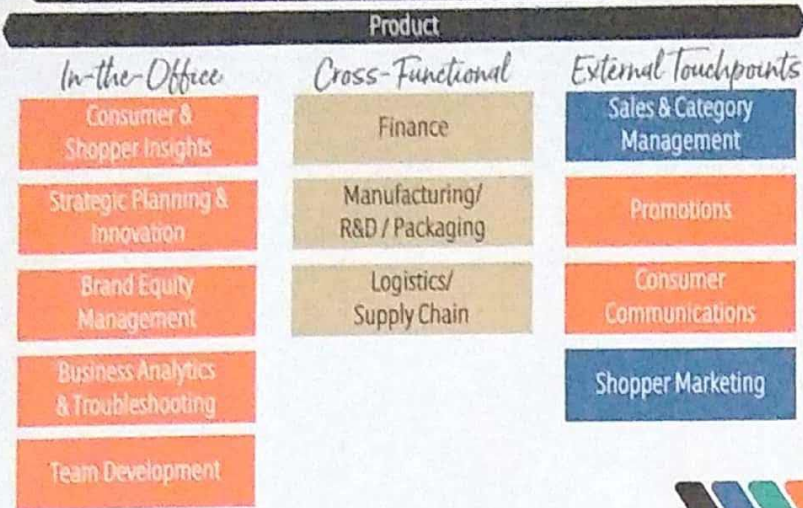 Product
In-the-Office
Cross-Functional
External Touchpoints
Consumer &
Shopper Insights
Strategic Planning &
Innovation
Brand Equity
Management
Business Analytics
& Troubleshooting
Team Development
Finance
Manufacturing/
R&D / Packaging
Logistics/
Supply Chain
Sales & Category
Management
Promotions
Consumer
Communications
Shopper Marketing